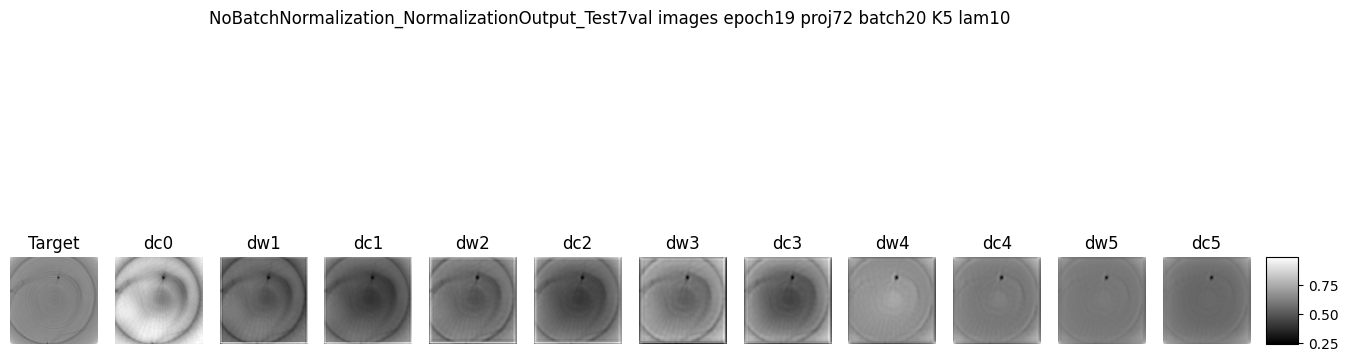 NoBatchNormalization_NormalizationOutput_Test7val images epoch19 proj72 batch20 K5 lam10
Target dc0 dw1 dc1 dw2 dc2 dw3 dc3 dw4 dc4 dw5 dc5
0.75
0.50
0.25